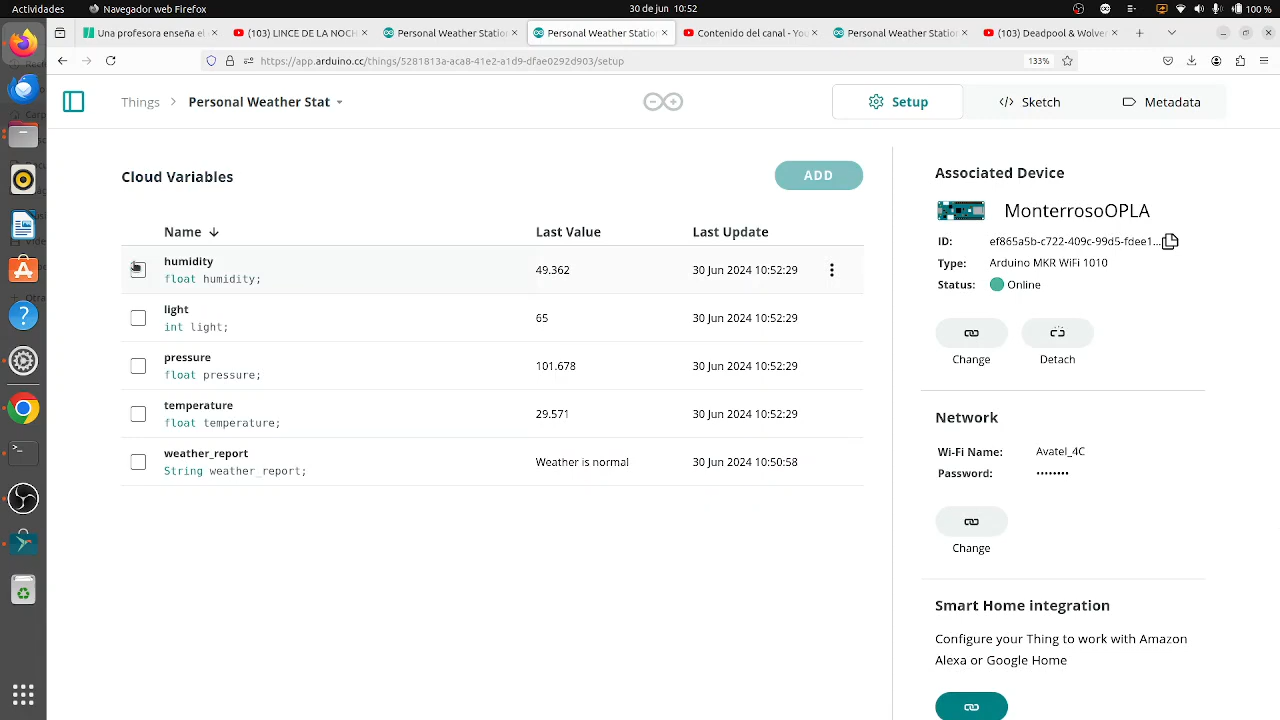 Actividades
Navegador web Firefox
30 de jun 10:52
100 %
Una profesora enseña el
(103) LINCE DE LA NOCH
Personal Weather Statio
Personal Weather Station
Contenido del canal - You
Personal Weather Station
(103) Deadpool & Wolver
https://app.arduino.cc/things/5281813a-aca8-41e2-a1d9-dfae0292d903/setup
133%
Things > Personal Weather Stat
Setup
</> Sketch
Metadata
Cloud Variables
ADD
Name ↓ Last Value Last Update
humidity
float humidity;
49.362
30 Jun 2024 10:52:29
light
int light;
65
30 Jun 2024 10:52:29
pressure
float pressure;
101.678
30 Jun 2024 10:52:29
temperature
float temperature;
29.571
30 Jun 2024 10:52:29
weather_report
String weather_report;
Weather is normal
30 Jun 2024 10:50:58
Associated Device
MonterrosoOPLA
ID: ef865a5b-c722-409c-99d5-fdee1...
Type: Arduino MKR WiFi 1010
Status: Online
Change
Detach
Network
Wi-Fi Name: Avatel_4C
Password: ••••••••
Change
Smart Home integration
Configure your Thing to work with Amazon
Alexa or Google Home